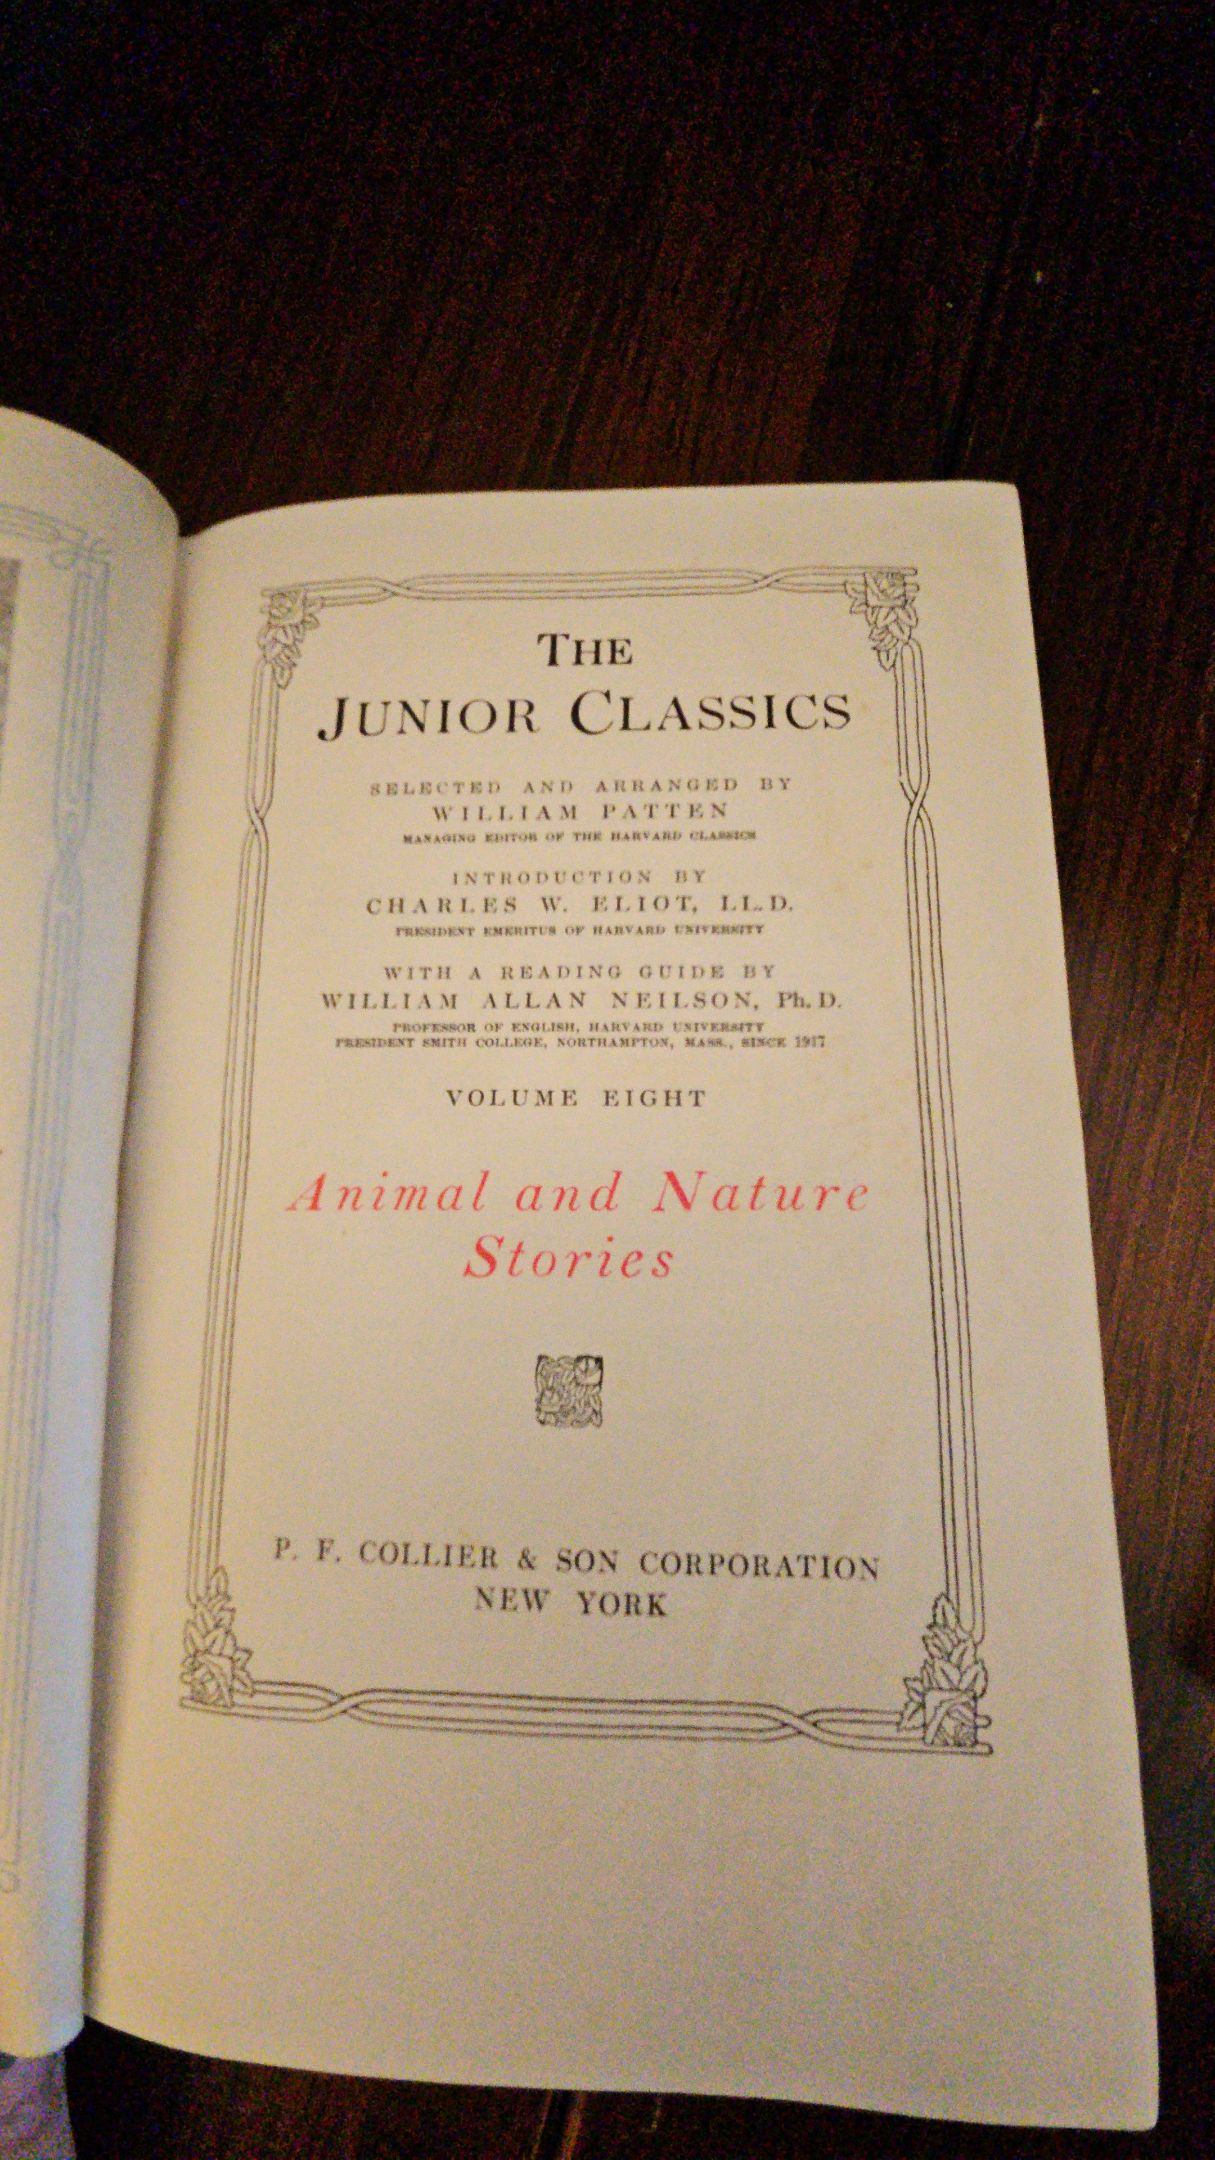 THE
JUNIOR CLASSICS
SELECTED AND ARRANGED BY
WILLIAM PATTEN
MANAGING EDITOR OF THE HARVARD CLASSICS
INTRODUCTION BY
CHARLES W. ELIOT, LL.D.
PRESIDENT EMERITUS OF HARVARD UNIVERSITY
WITH A READING GUIDE BY
WILLIAM ALLAN NEILSON, Ph. D.
PROFESSOR OF ENGLISH, HARVARD UNIVERSITY
PRESIDENT SMITH COLLEGE, NORTHAMPTON, MASS., SINCE 1917
VOLUME EIGHT
Animal and Nature
Stories
P. F. COLLIER & SON CORPORATION
NEW YORK